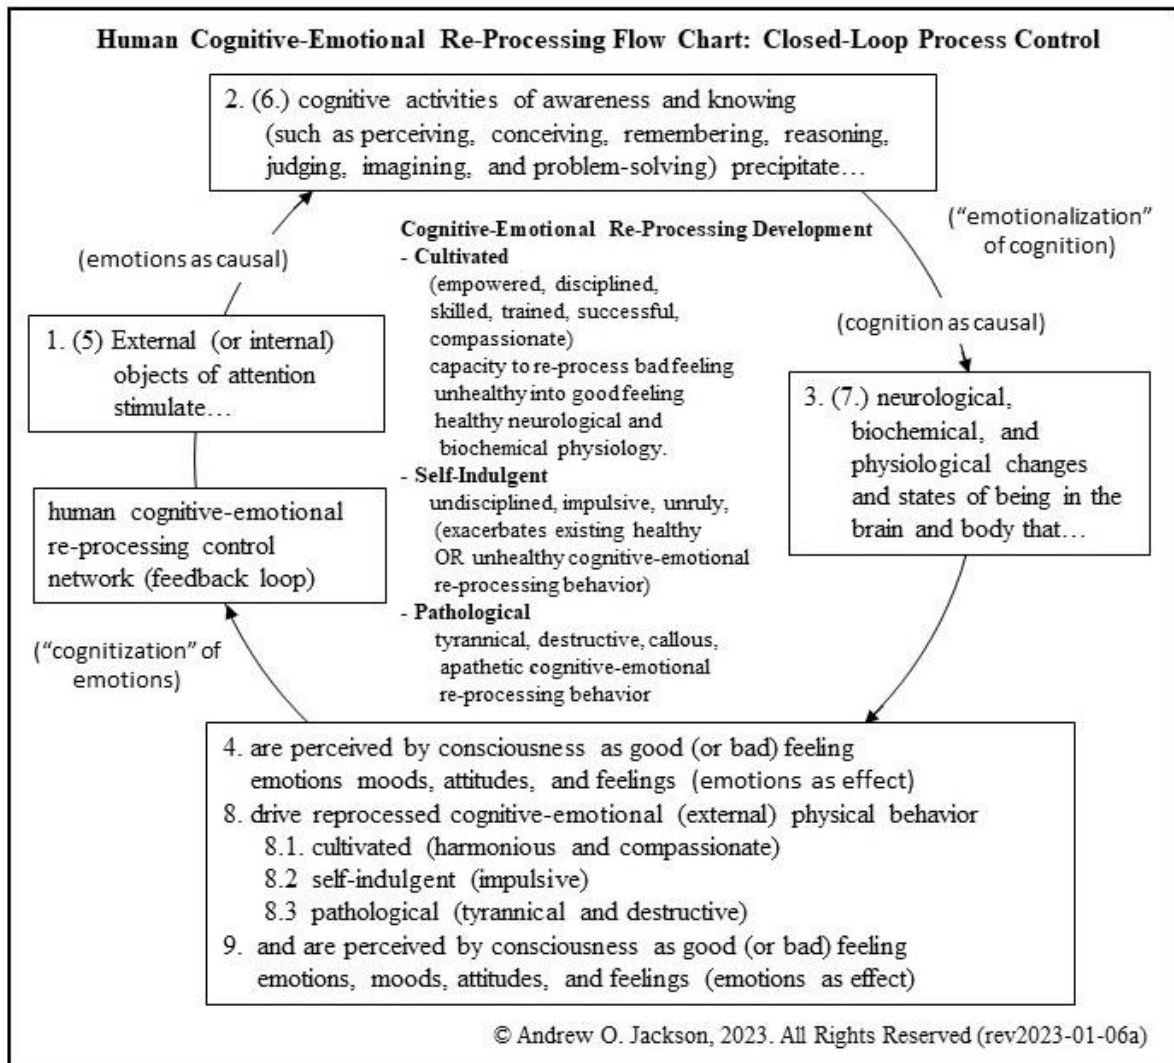 Human Cognitive-Emotional Re-Processing Flow Chart: Closed-Loop Process Control
2. (6.) cognitive activities of awareness and knowing
(such as perceiving, conceiving, remembering, reasoning,
judging, imagining, and problem-solving) precipitate…
("emotionalization"
of cognition)
(emotions as causal)
(cognition as causal)
1. (5) External (or internal)
objects of attention
stimulate…
Cognitive-Emotional Re-Processing Development
- Cultivated
(empowered, disciplined,
skilled, trained, successful,
compassionate)
capacity to re-process bad feeling
unhealthy into good feeling
healthy neurological and
biochemical physiology.
- Self-Indulgent
undisciplined, impulsive, unruly,
(exacerbates existing healthy
OR unhealthy cognitive-emotional
re-processing behavior)
- Pathological
tyrannical, destructive, callous,
apathetic cognitive-emotional
re-processing behavior
3. (7.) neurological,
biochemical, and
physiological changes
and states of being in the
brain and body that…
human cognitive-emotional
re-processing control
network (feedback loop)
("cognitization" of
emotions)
4. are perceived by consciousness as good (or bad) feeling
emotions moods, attitudes, and feelings (emotions as effect)
8. drive reprocessed cognitive-emotional (external) physical behavior
8.1. cultivated (harmonious and compassionate)
8.2 self-indulgent (impulsive)
8.3 pathological (tyrannical and destructive)
9. and are perceived by consciousness as good (or bad) feeling
emotions, moods, attitudes, and feelings (emotions as effect)
© Andrew O. Jackson, 2023. All Rights Reserved (rev2023-01-06a)